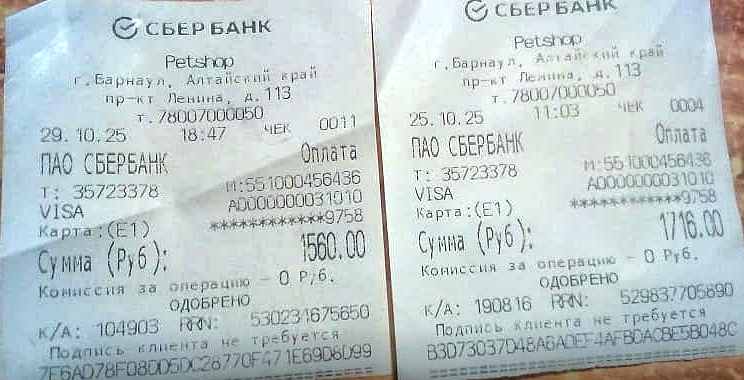 СБЕРБАНК
Petshop
г.Барнаул, Алтайский край
пр-кт Ленина, д.113
т.78007000050
29.10.25 18:47 ЧЕК 0011
ПАО СБЕРБАНК Оплата
Т: 35723378 М:551000456436
VISA A0000000031010
Карта:(E1) ************9758
Сумма (Руб): 1560.00
Комиссия за операцию - 0 Руб.
ОДОБРЕНО
К/А: 104903 RRN: 530231675650
Подпись клиента не требуется
СБЕРБАНК
Petshop
г.Барнаул, Алтайский край
пр-кт Ленина, д.113
т.78007000050
25.10.25 11:03 ЧЕК 0004
ПАО СБЕРБАНК Оплата
Т: 35723378 М:551000456436
VISA A0000000031010
Карта:(E1) ************9758
Сумма (Руб): 1716.00
Комиссия за операцию - 0 Руб.
ОДОБРЕНО
К/А: 190816 RRN: 529837705890
Подпись клиента не требуется